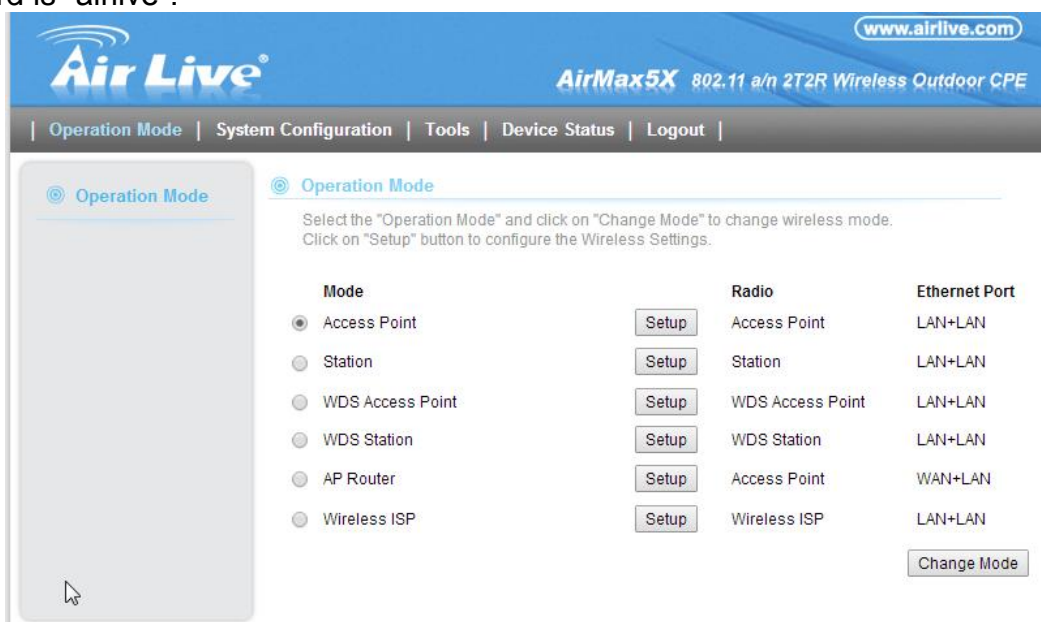 rd is "airlive".
www.airlive.com
Air Live®
AirMax5X 802.11 a/n 2T2R Wireless Outdoor CPE
| Operation Mode | System Configuration | Tools | Device Status | Logout |
Operation Mode
Operation Mode
Select the "Operation Mode" and click on "Change Mode" to change wireless mode.
Click on "Setup" button to configure the Wireless Settings.
Mode Radio Ethernet Port
Access Point Setup Access Point LAN+LAN
Station Setup Station LAN+LAN
WDS Access Point Setup WDS Access Point LAN+LAN
WDS Station Setup WDS Station LAN+LAN
AP Router Setup Access Point WAN+LAN
Wireless ISP Setup Wireless ISP LAN+LAN
Change Mode